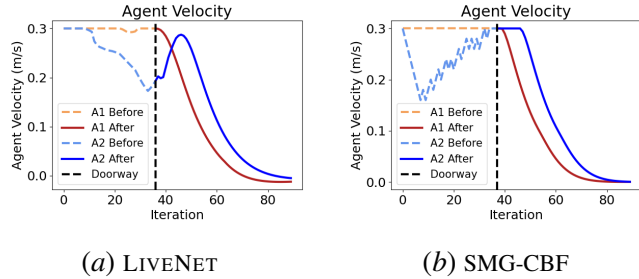 Agent Velocity
Agent Velocity (m/s)
0.3
0.2
0.1
0.0
A1 Before
A1 After
A2 Before
A2 After
Doorway
0 20 40 60 80
Iteration
(a) LIVENET
Agent Velocity
Agent Velocity (m/s)
0.3
0.2
0.1
0.0
A1 Before
A1 After
A2 Before
A2 After
Doorway
0 20 40 60 80
Iteration
(b) SMG-CBF